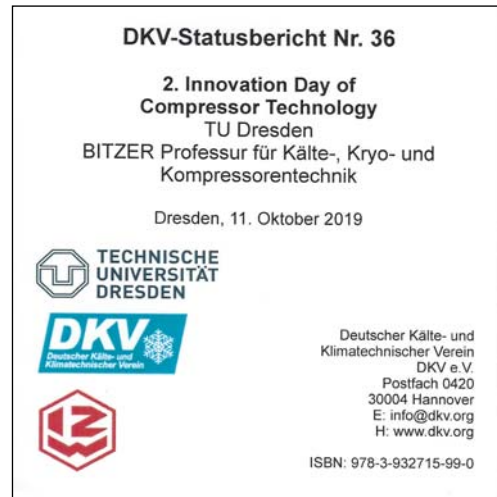 DKV-Statusbericht Nr. 36
2. Innovation Day of
Compressor Technology
TU Dresden
BITZER Professur für Kälte-, Kryo- und
Kompressorentechnik
Dresden, 11. Oktober 2019
TECHNISCHE
UNIVERSITÄT
DRESDEN
DKV
Deutscher Kälte- und
Klimatechnischer Verein
Deutscher Kälte- und
Klimatechnischer Verein
DKV e.V.
Postfach 0420
30004 Hannover
E: info@dkv.org
H: www.dkv.org
ISBN: 978-3-932715-99-0